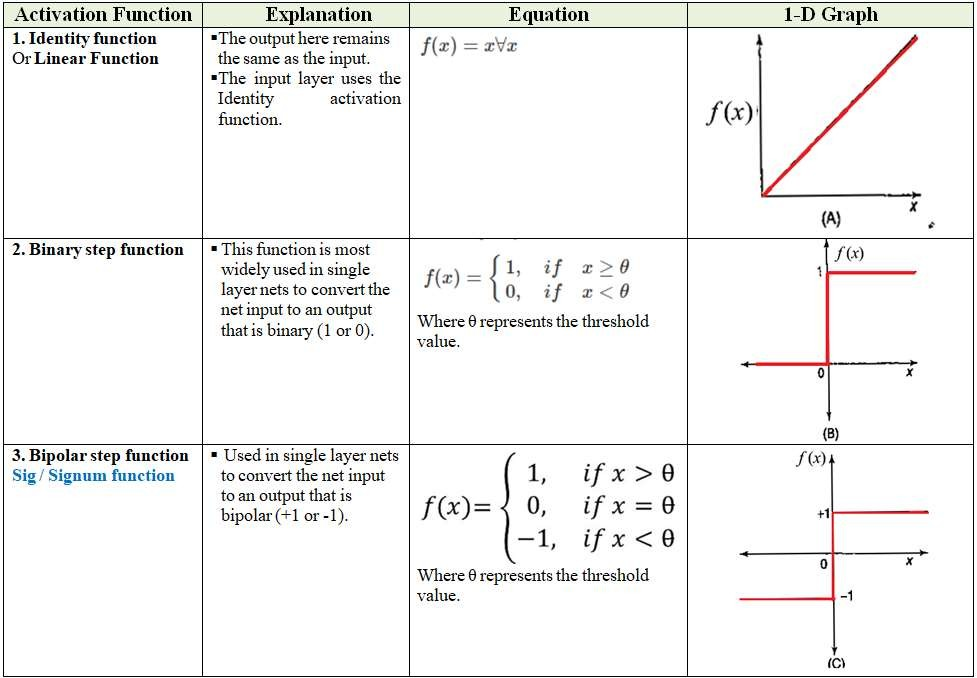 Activation Function
Explanation
Equation
1-D Graph
1. Identity function
Or Linear Function
▪The output here remains
the same as the input.
▪The input layer uses the
Identity activation
function.
f(x) = x∀x
f(x)
x
(A)
2. Binary step function
▪ This function is most
widely used in single
layer nets to convert the
net input to an output
that is binary (1 or 0).
f(x) = { 1, if x ≥ θ
0, if x < θ
Where θ represents the threshold
value.
f(x)
1
0
x
(B)
3. Bipolar step function
Sig / Signum function
▪ Used in single layer nets
to convert the net input
to an output that is
bipolar (+1 or -1).
1, if x > θ
f(x)= { 0, if x = θ
−1, if x < θ
Where θ represents the threshold
value.
f(x)
+1
0
x
−1
(C)